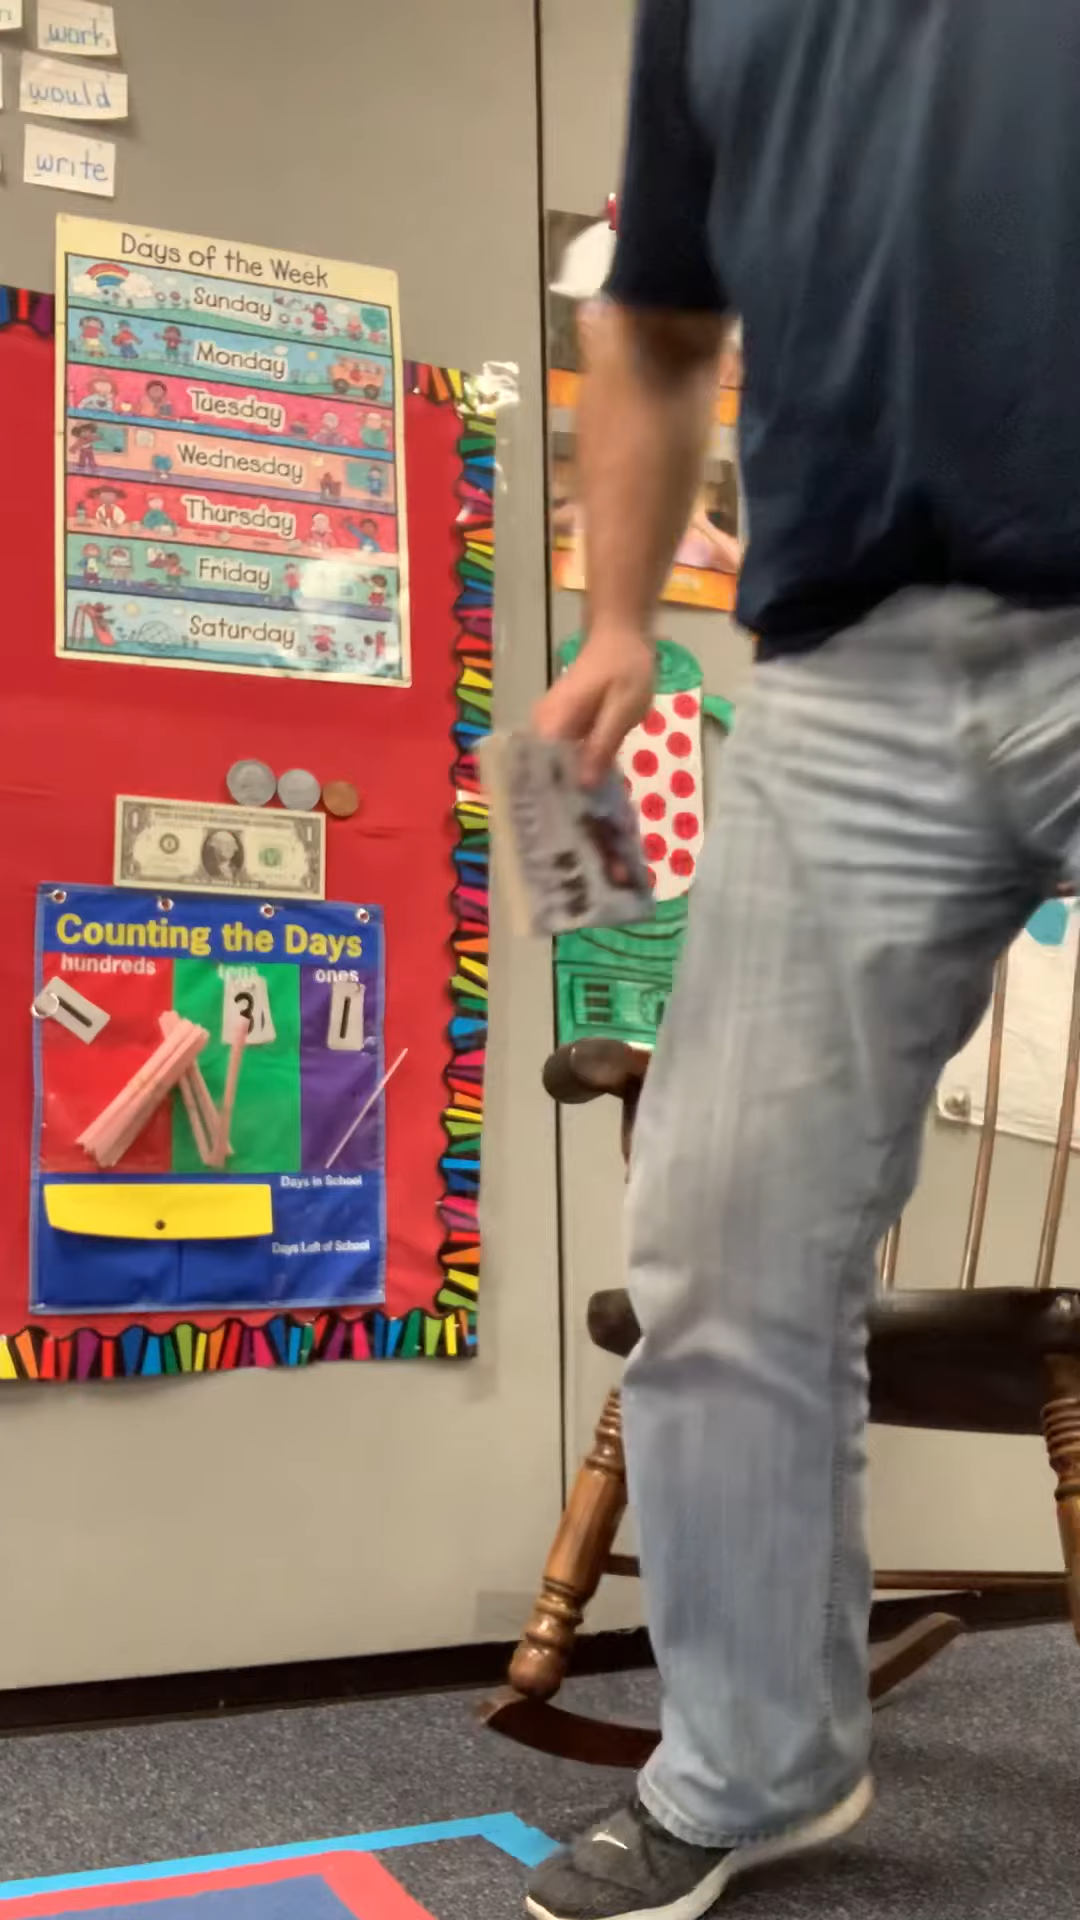 work
would
write
Days of the Week
Sunday
Monday
Tuesday
Wednesday
Thursday
Friday
Saturday
Counting the Days
hundreds tens ones
1 3 1
Days in School
Days Left of School